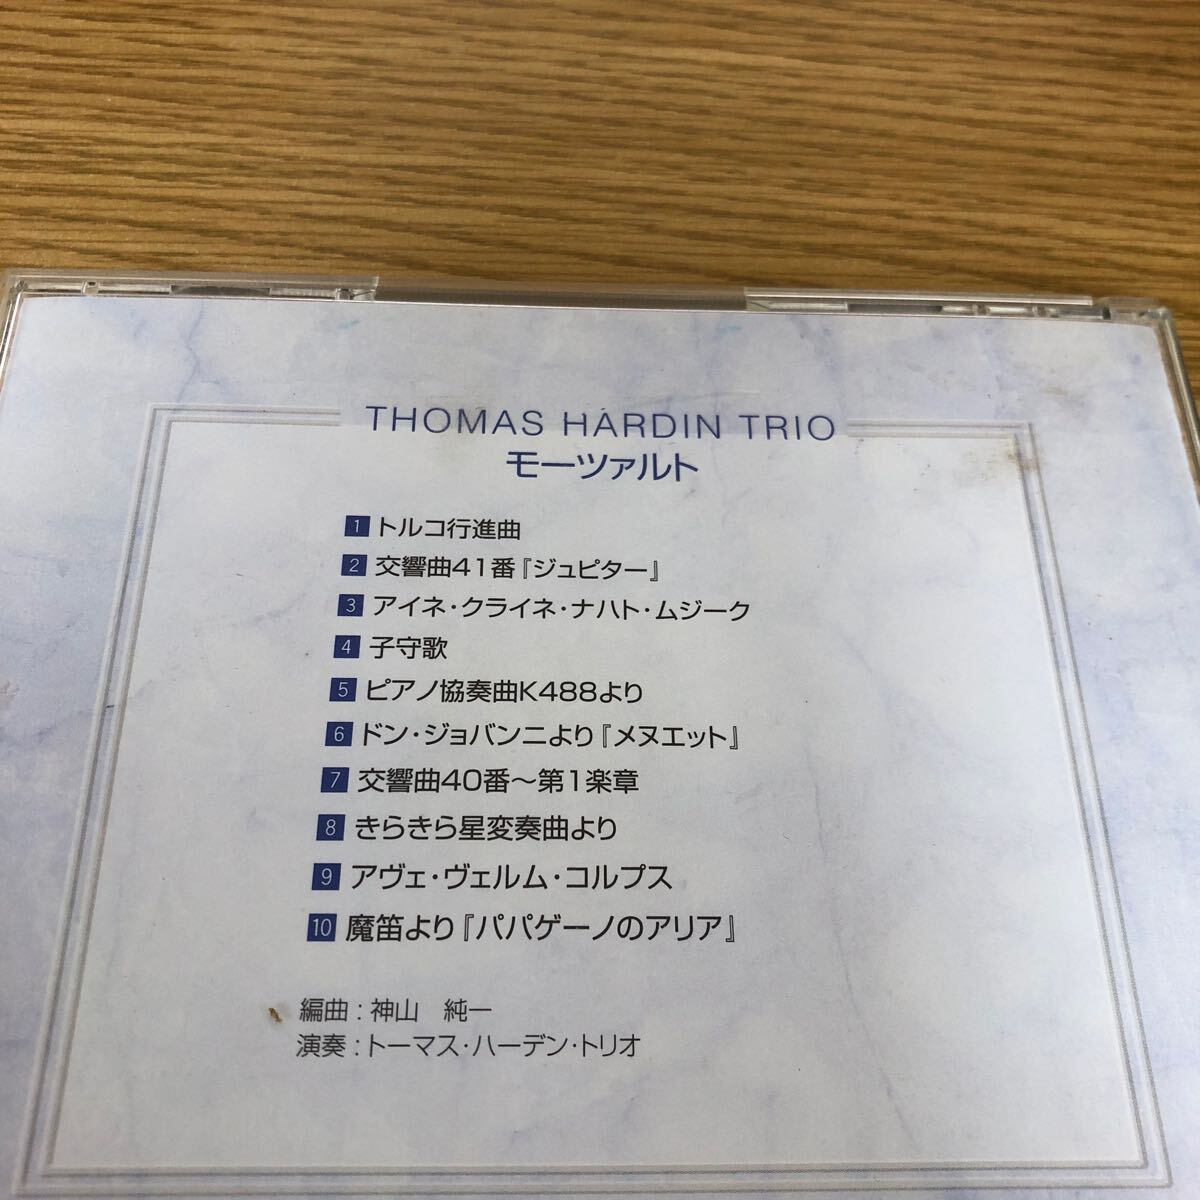 THOMAS HARDIN TRIO
モーツァルト
1 トルコ行進曲
2 交響曲41番『ジュピター』
3 アイネ・クライネ・ナハト・ムジーク
4 子守歌
5 ピアノ協奏曲K488より
6 ドン・ジョバンニより『メヌエット』
7 交響曲40番〜第1楽章
8 きらきら星変奏曲より
9 アヴェ・ヴェルム・コルプス
10 魔笛より『パパゲーノのアリア』
編曲：神山　純一
演奏：トーマス・ハーデン・トリオ